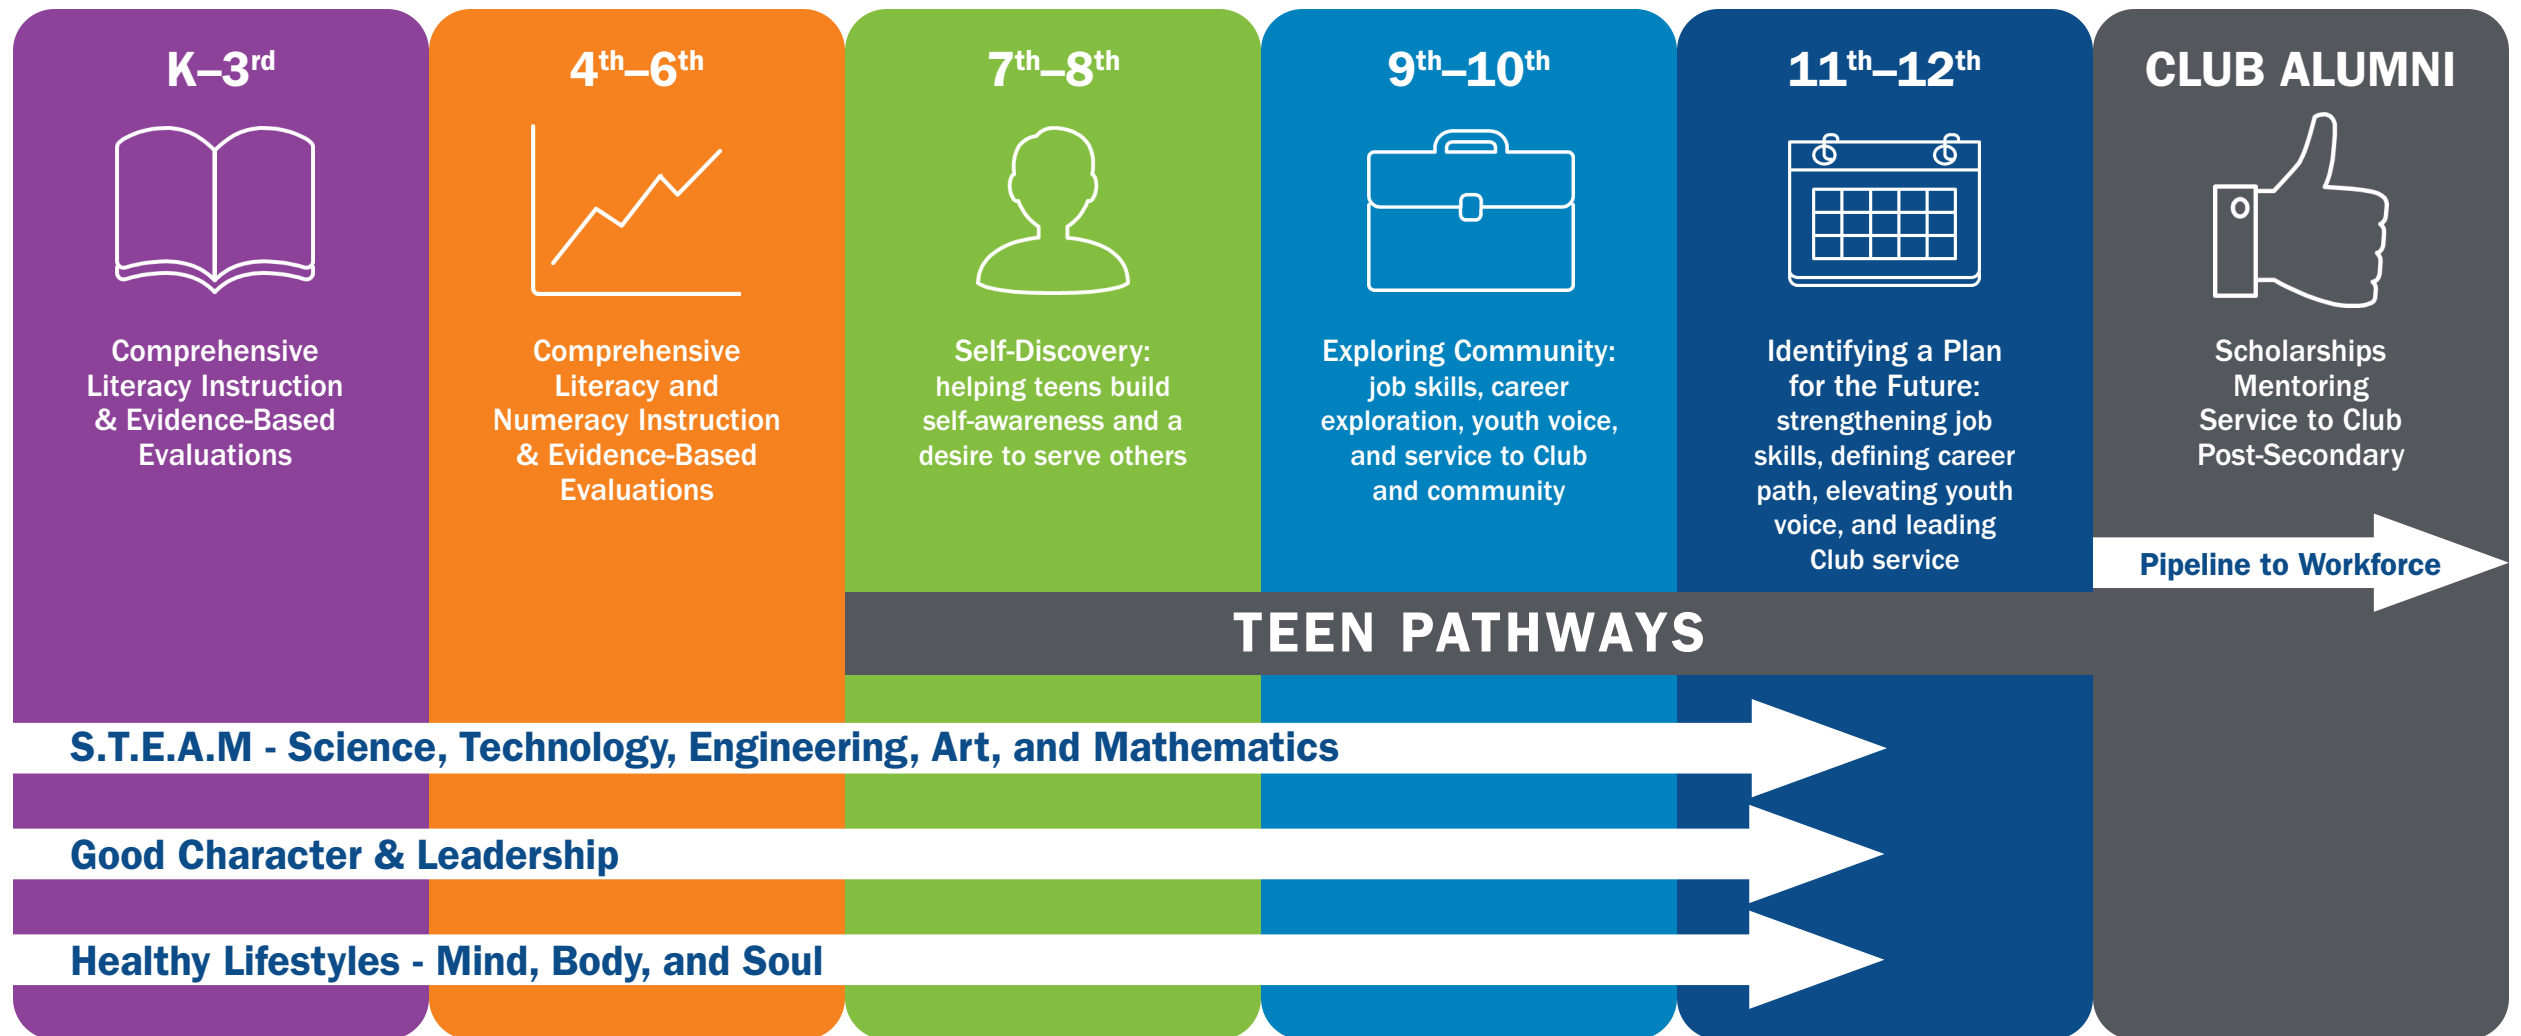 K–3rd
Comprehensive
Literacy Instruction
& Evidence-Based
Evaluations
4th–6th
Comprehensive
Literacy and
Numeracy Instruction
& Evidence-Based
Evaluations
7th–8th
Self-Discovery:
helping teens build
self-awareness and a
desire to serve others
9th–10th
Exploring Community:
job skills, career
exploration, youth voice,
and service to Club
and community
11th–12th
Identifying a Plan
for the Future:
strengthening job
skills, defining career
path, elevating youth
voice, and leading
Club service
CLUB ALUMNI
Scholarships
Mentoring
Service to Club
Post-Secondary
Pipeline to Workforce
TEEN PATHWAYS
S.T.E.A.M - Science, Technology, Engineering, Art, and Mathematics
Good Character & Leadership
Healthy Lifestyles - Mind, Body, and Soul